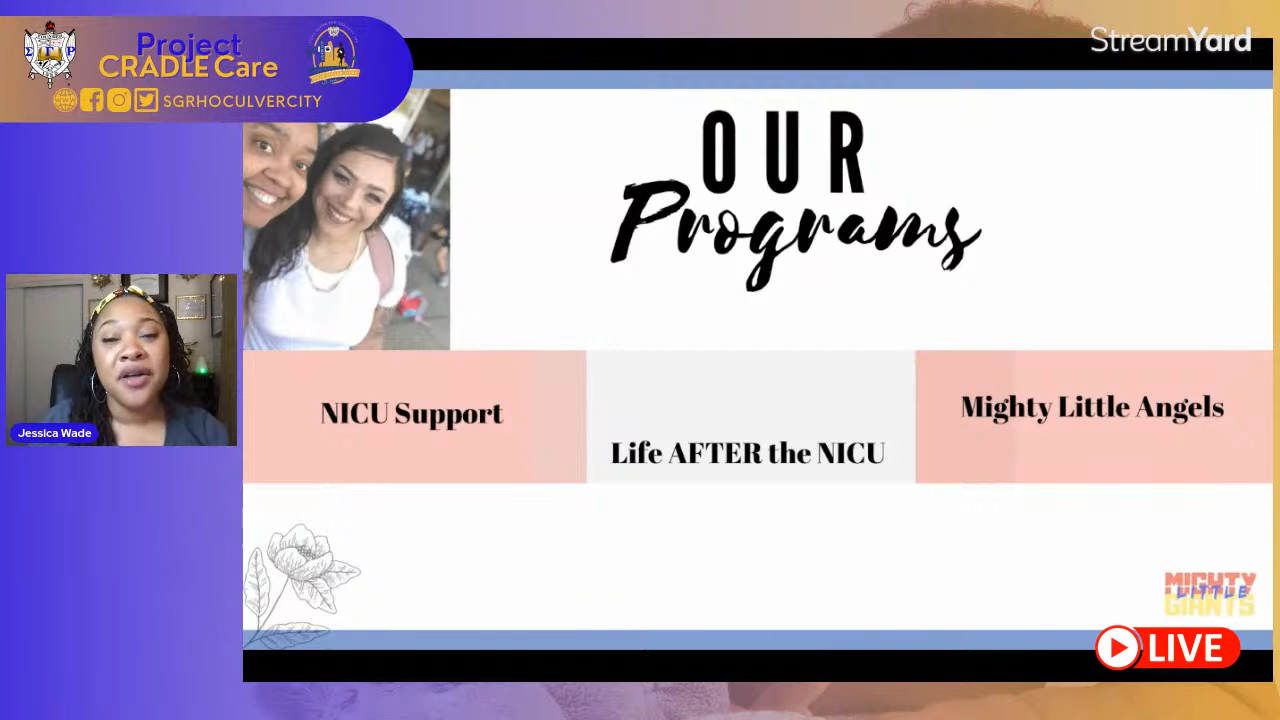 Project
CRADLE Care
SGRHOCULVERCITY
StreamYard
OUR
Programs
NICU Support
Life AFTER the NICU
Mighty Little Angels
Jessica Wade
MIGHTY
LITTLE
GIANTS
LIVE